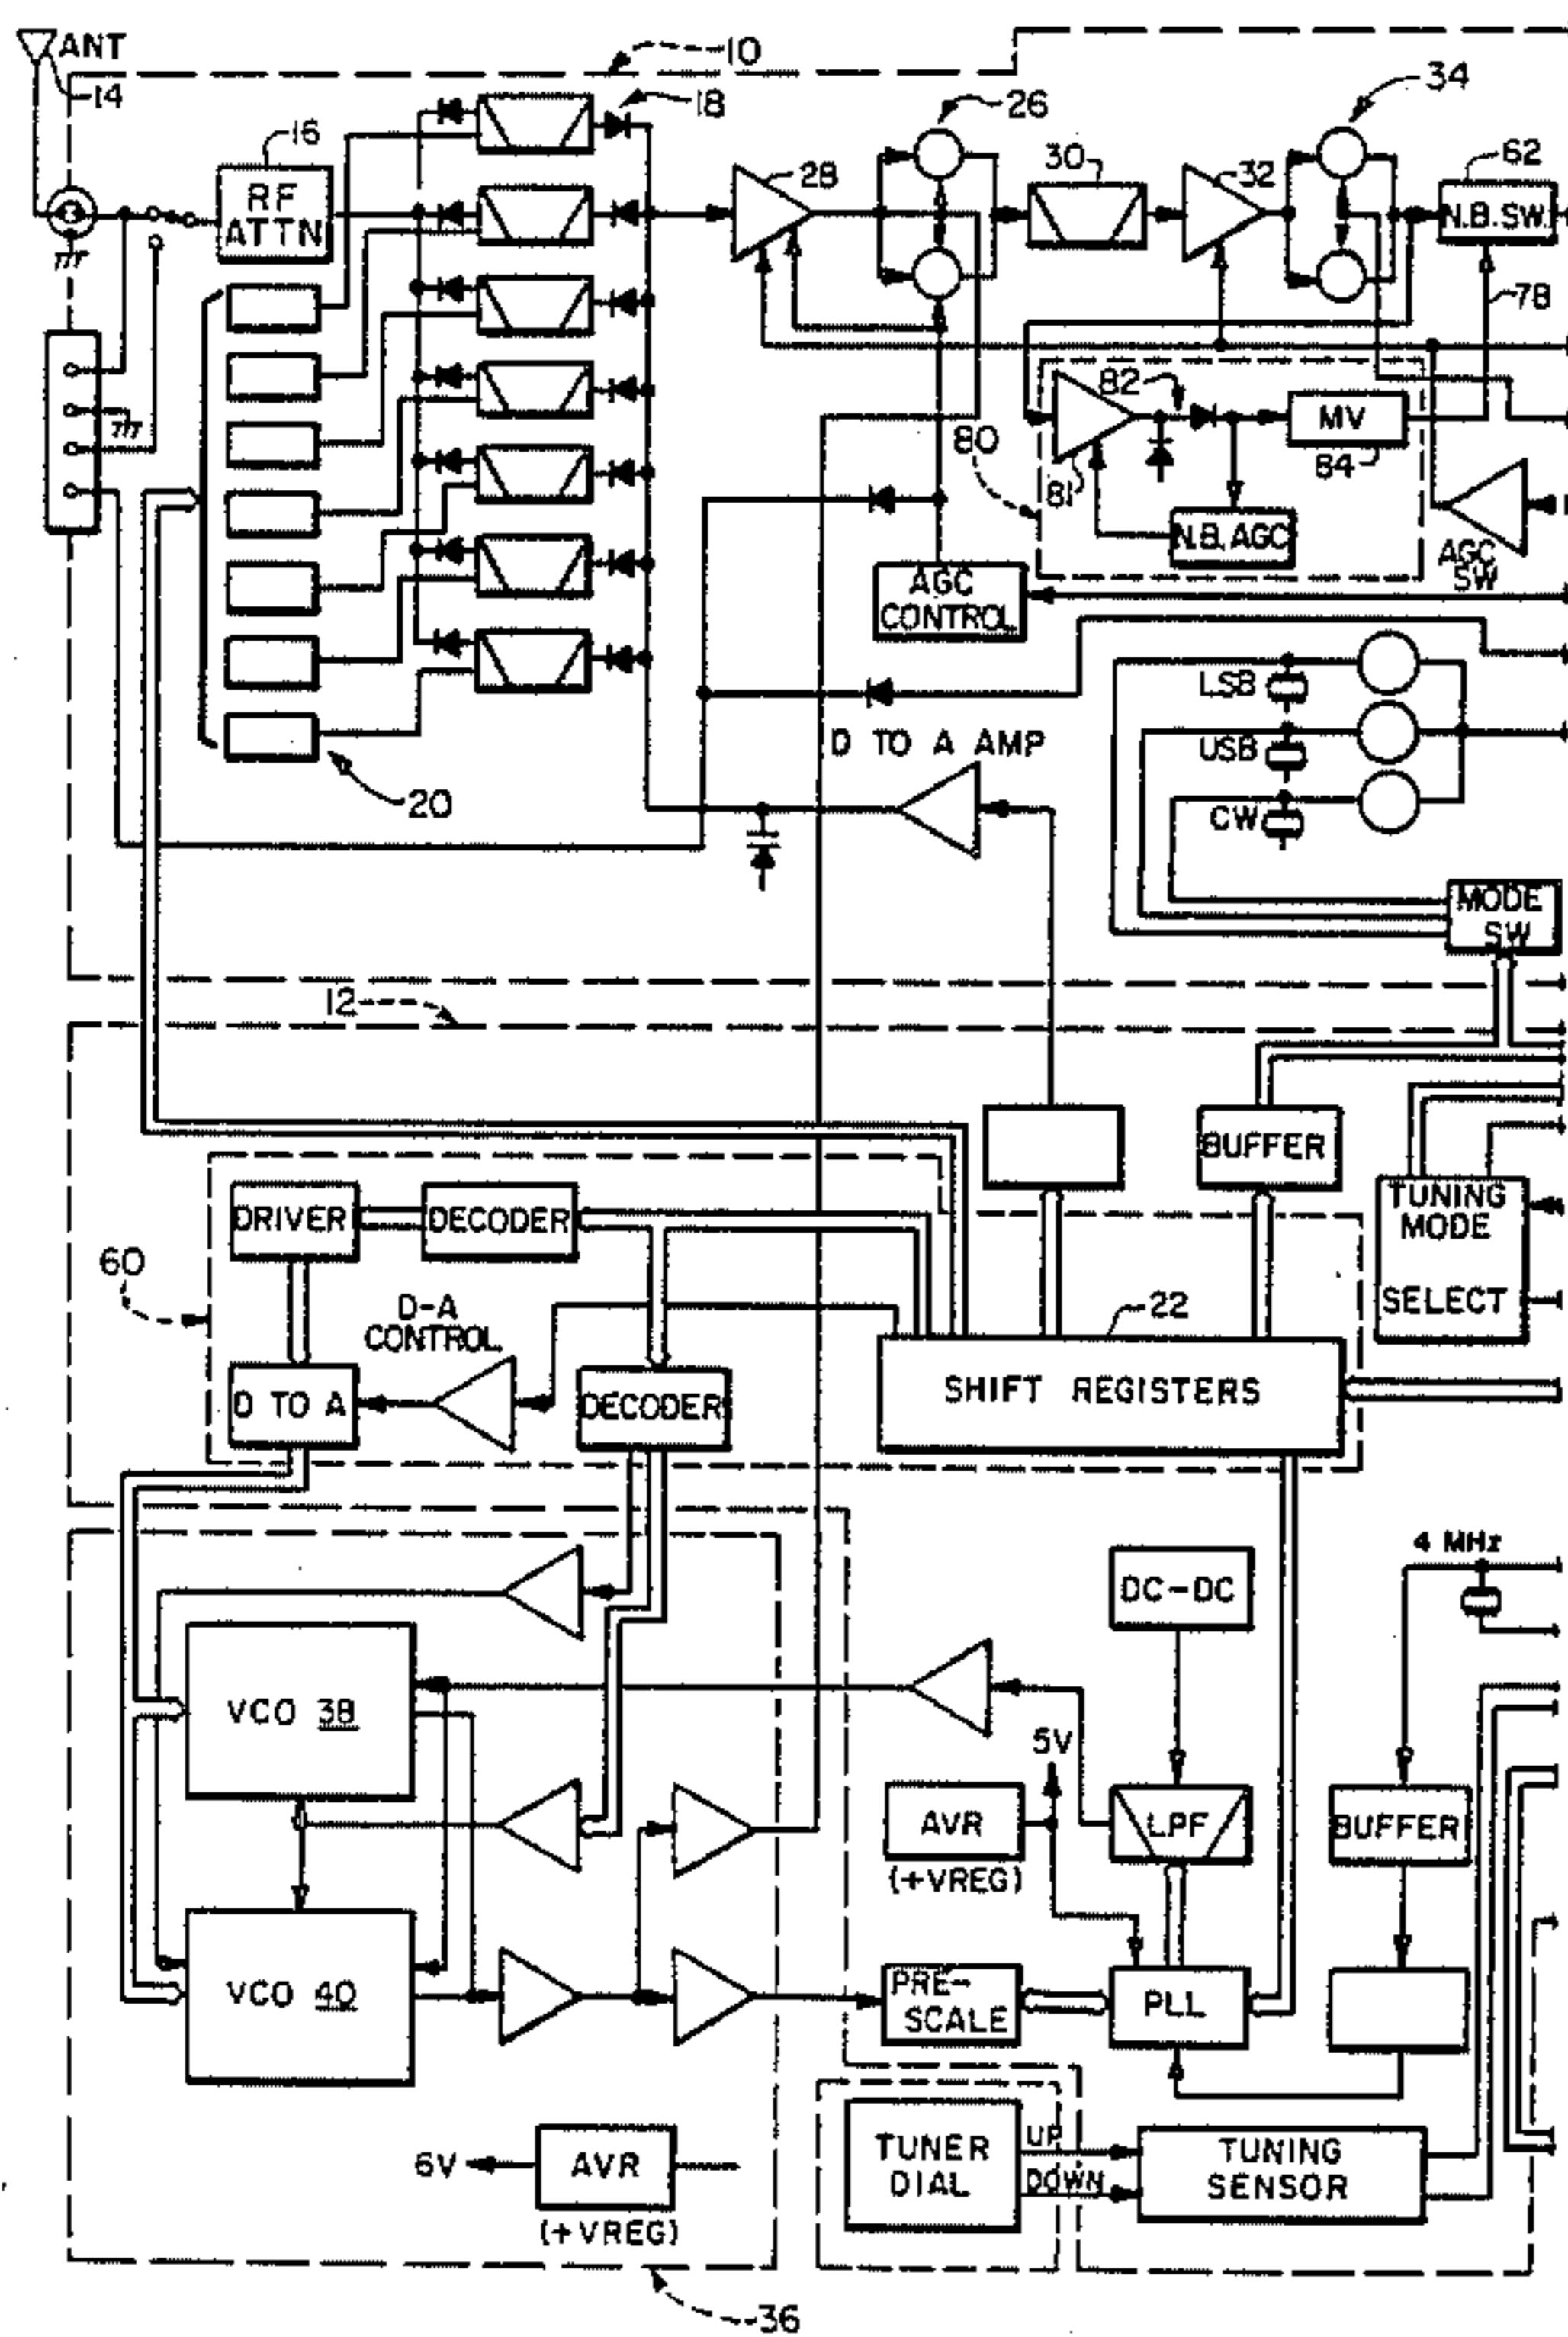 ANT
10
14
18
26
34
16
28
30
32
62
RF
ATTN
N.B. SW.
78
82
MV
80
81
84
N.B. AGC
AGC
SW
AGC
CONTROL
LSB
USB
CW
D TO A AMP
20
MODE
SW
12
BUFFER
DRIVER
DECODER
TUNING
MODE
SELECT
60
D-A
CONTROL
22
D TO A
DECODER
SHIFT REGISTERS
4 MHz
DC-DC
VCO 38
5V
AVR
(+VREG)
LPF
BUFFER
VCO 40
PRE-
SCALE
PLL
TUNER
DIAL
UP
DOWN
TUNING
SENSOR
6V
AVR
(+VREG)
36